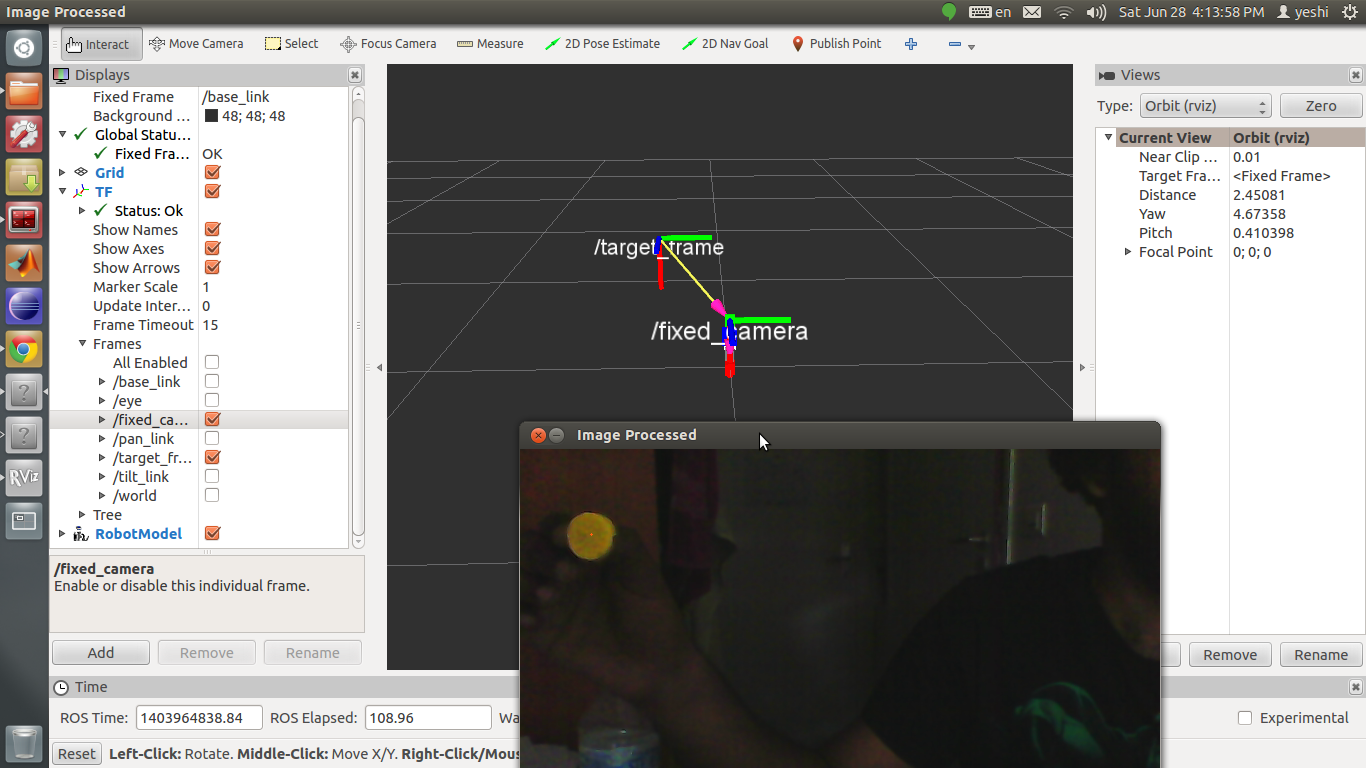 Image Processed
en
Sat Jun 28 4:13:58 PM
yeshi
Interact
Move Camera
Select
Focus Camera
Measure
2D Pose Estimate
2D Nav Goal
Publish Point
Displays
Fixed Frame /base_link
Background ... 48; 48; 48
Global Statu...
Fixed Fra... OK
Grid
TF
Status: Ok
Show Names
Show Axes
Show Arrows
Marker Scale 1
Update Inter... 0
Frame Timeout 15
Frames
All Enabled
/base_link
/eye
/fixed_ca...
/pan_link
/target_fr...
/tilt_link
/world
Tree
RobotModel
/fixed_camera
Enable or disable this individual frame.
Add
Remove
Rename
/target_frame
/fixed_camera
Image Processed
Views
Type: Orbit (rviz)
Zero
Current View Orbit (rviz)
Near Clip ... 0.01
Target Fra... <Fixed Frame>
Distance 2.45081
Yaw 4.67358
Pitch 0.410398
Focal Point 0; 0; 0
Remove
Rename
Time
ROS Time: 1403964838.84
ROS Elapsed: 108.96
Wa
Experimental
Reset
Left-Click: Rotate. Middle-Click: Move X/Y. Right-Click/Mous
RViz